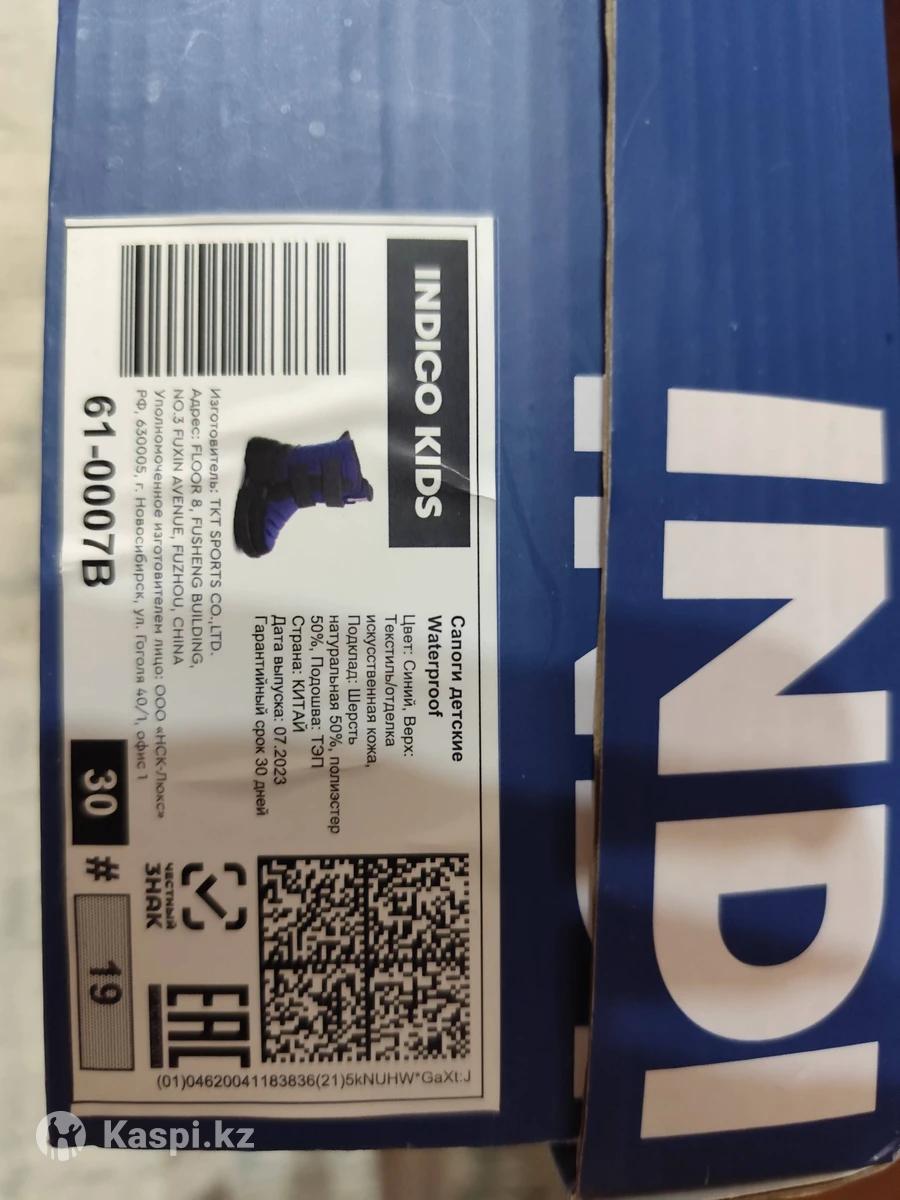 INDIGO KIDS
Сапоги детские
Waterproof
Цвет: Синий, Верх:
Текстиль/отделка
искусственная кожа,
Подклад: Шерсть
натуральная 50%, полиэстер
50%, Подошва: ТЭП
Страна: КИТАЙ
Дата выпуска: 07.2023
Гарантийный срок 30 дней
Изготовитель: TKT SPORTS CO.,LTD.
Адрес: FLOOR 8, FUSHENG BUILDING,
NO.3 FUXIN AVENUE, FUZHOU, CHINA
Уполномоченное изготовителем лицо: ООО «НСК-Люкс»
РФ, 630005, г. Новосибирск, ул. Гоголя 40/1, офис 1
61-0007B
30
#
19
ЧЕСТНЫЙ
ЗНАК
EAC
(01)04620041183836(21)5kNUHW*GaXt:J
INDI
Kaspi.kz